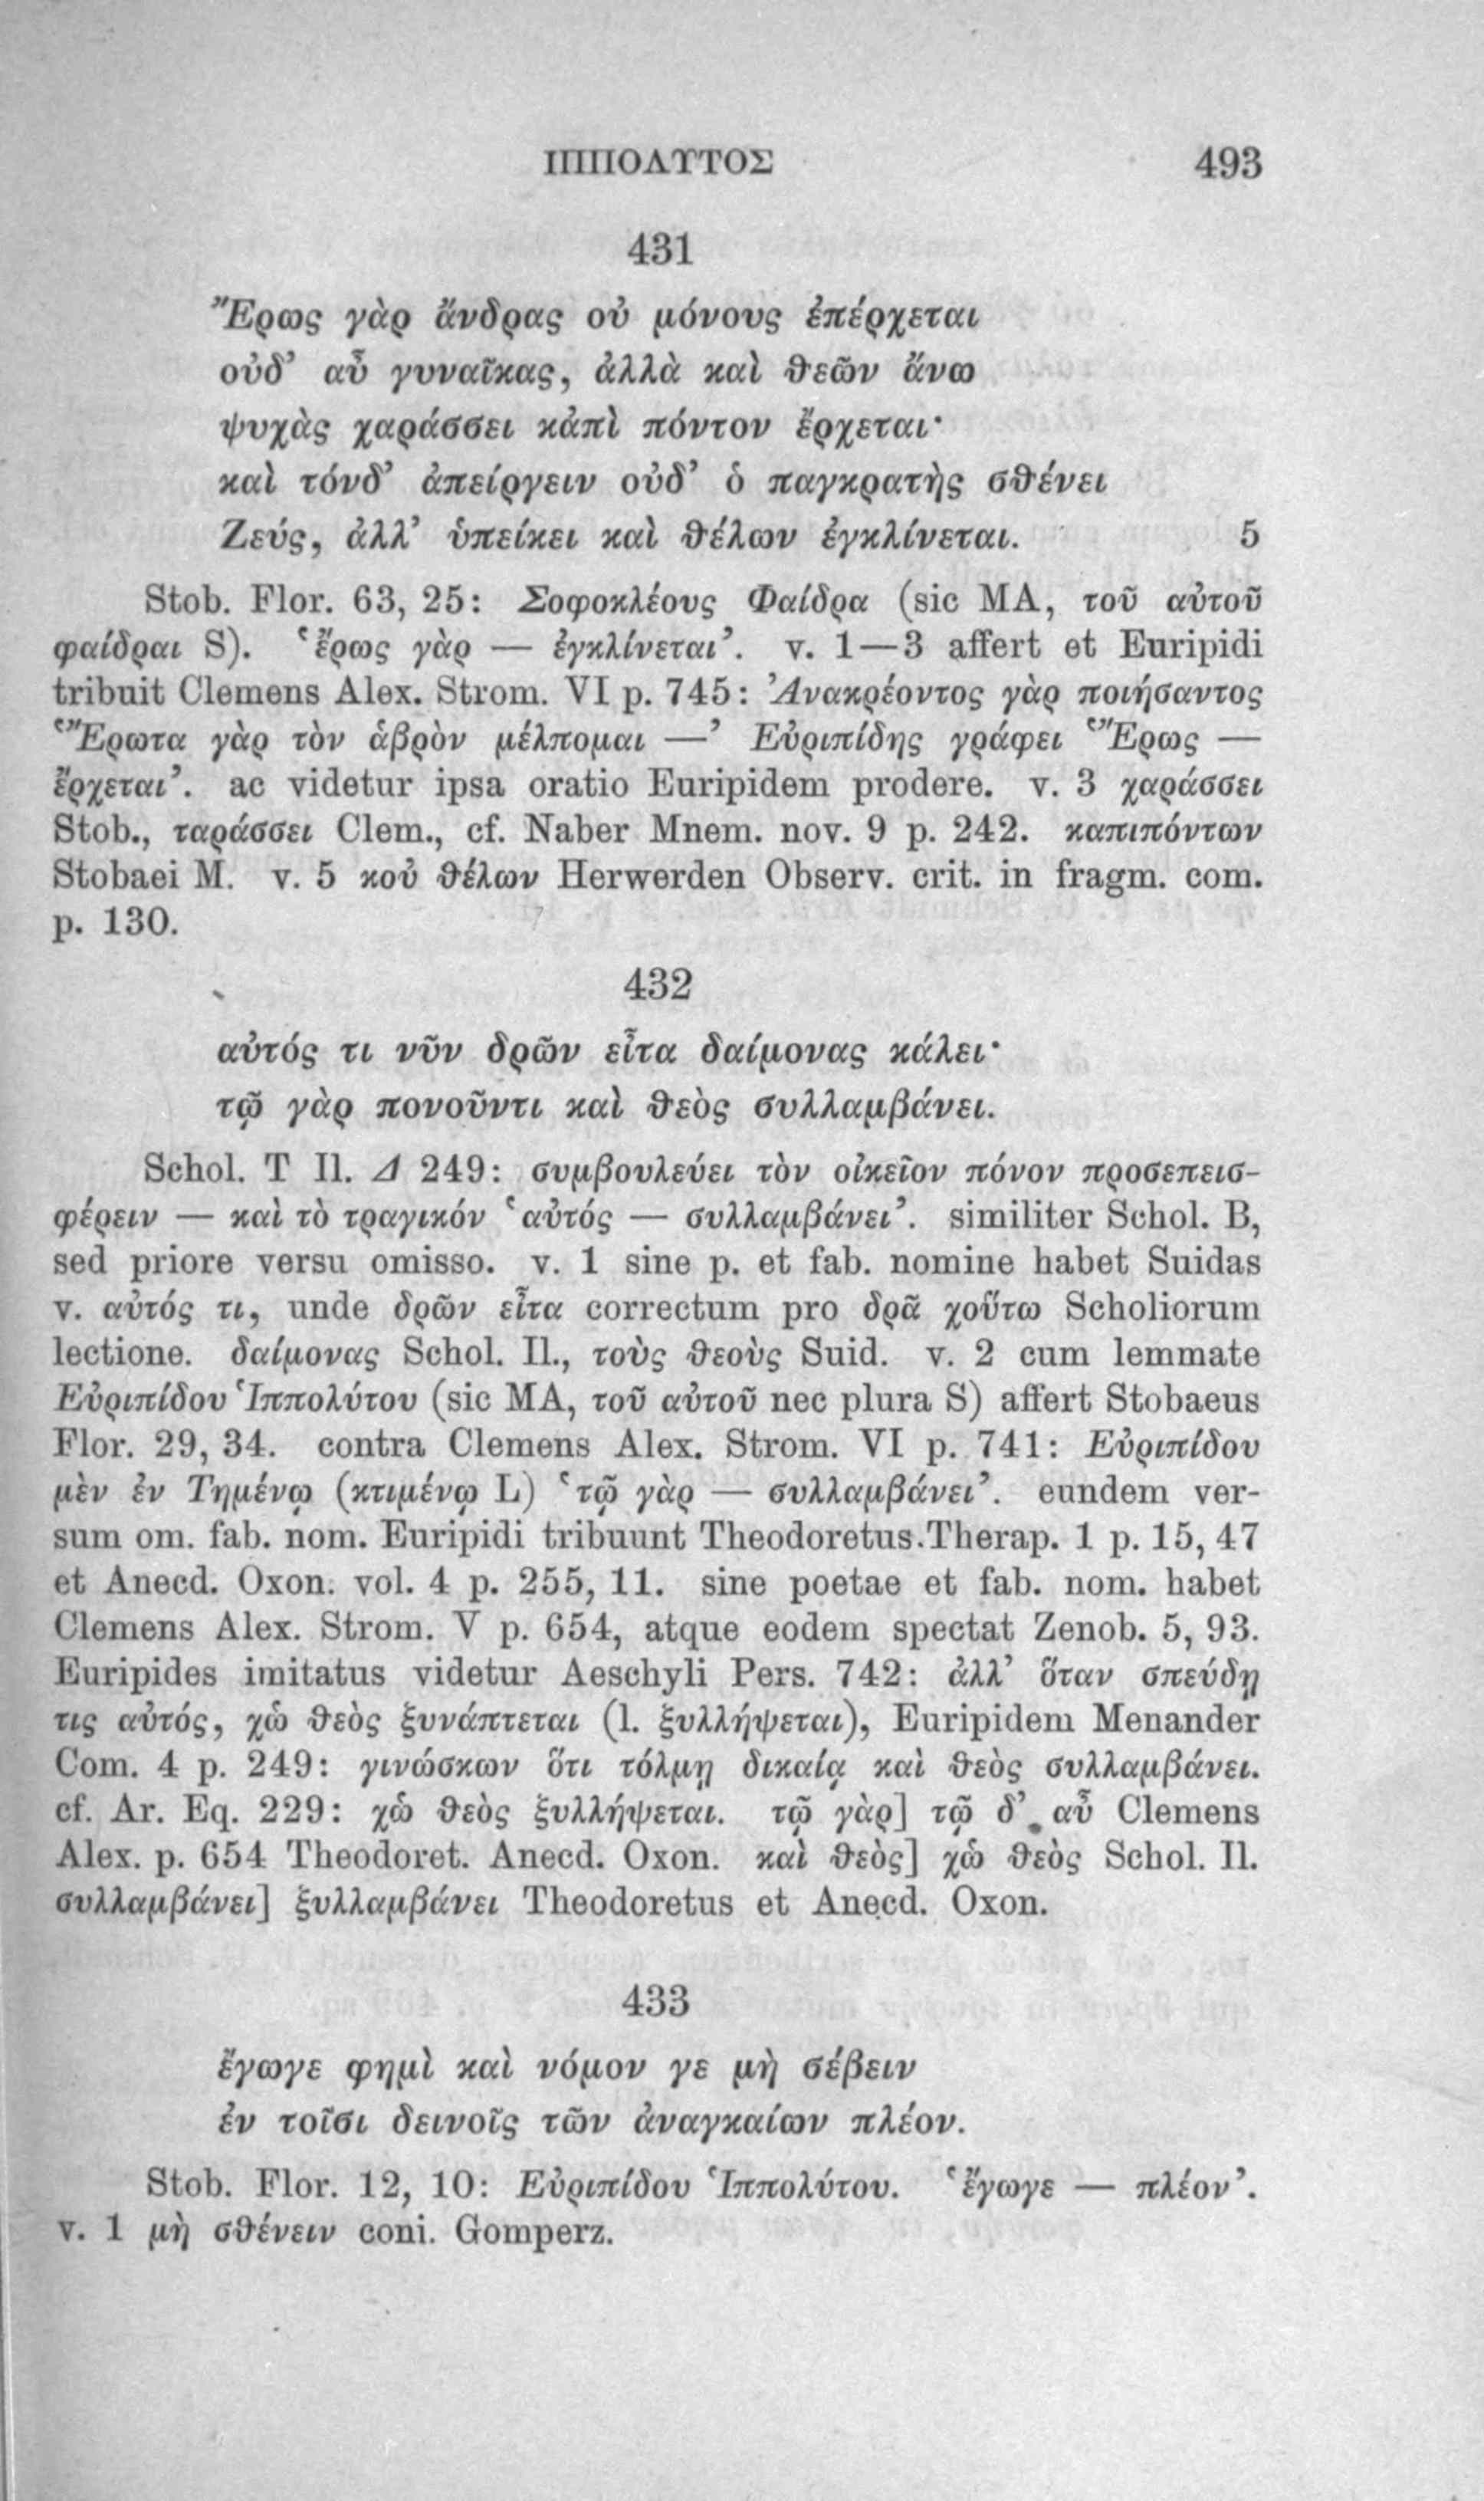 ΙΠΠΟΛΥΤΟΣ 493
431
Ἔρως γὰρ ἄνδρας οὐ μόνους ἐπέρχεται
οὐδ’ αὖ γυναῖκας, ἀλλὰ καὶ θεῶν ἄνω
ψυχὰς χαράσσει κἀπὶ πόντον ἔρχεται·
καὶ τόνδ’ ἀπείργειν οὐδ’ ὁ παγκρατὴς σθένει
Ζεύς, ἀλλ’ ὑπείκει καὶ θέλων ἐγκλίνεται. 5
Stob. Flor. 63, 25: Σοφοκλέους Φαίδρα (sic MA, τοῦ αὐτοῦ
φαίδραι S). ‘ἔρως γὰρ — ἐγκλίνεται’. v. 1—3 affert et Euripidi
tribuit Clemens Alex. Strom. VI p. 745: Ἀνακρέοντος γὰρ ποιήσαντος
‘Ἔρωτα γὰρ τὸν ἁβρὸν μέλπομαι —’ Εὐριπίδης γράφει ‘Ἔρως —
ἔρχεται’. ac videtur ipsa oratio Euripidem prodere. v. 3 χαράσσει
Stob., ταράσσει Clem., cf. Naber Mnem. nov. 9 p. 242. καπιπόντων
Stobaei M. v. 5 κοὐ θέλων Herwerden Observ. crit. in fragm. com.
p. 130.
432
αὐτός τι νῦν δρῶν εἶτα δαίμονας κάλει·
τῷ γὰρ πονοῦντι καὶ θεὸς συλλαμβάνει.
Schol. T Il. Δ 249: συμβουλεύει τὸν οἰκεῖον πόνον προσεπεισ-
φέρειν — καὶ τὸ τραγικόν ‘αὐτός — συλλαμβάνει’. similiter Schol. B,
sed priore versu omisso. v. 1 sine p. et fab. nomine habet Suidas
v. αὐτός τι, unde δρῶν εἶτα correctum pro δρᾶ χοὕτω Scholiorum
lectione. δαίμονας Schol. Il., τοὺς θεοὺς Suid. v. 2 cum lemmate
Εὐριπίδου Ἱππολύτου (sic MA, τοῦ αὐτοῦ nec plura S) affert Stobaeus
Flor. 29, 34. contra Clemens Alex. Strom. VI p. 741: Εὐριπίδου
μὲν ἐν Τημένῳ (κτιμένῳ L) ‘τῷ γὰρ — συλλαμβάνει’. eundem ver-
sum om. fab. nom. Euripidi tribuunt Theodoretus Therap. 1 p. 15, 47
et Anecd. Oxon. vol. 4 p. 255, 11. sine poetae et fab. nom. habet
Clemens Alex. Strom. V p. 654, atque eodem spectat Zenob. 5, 93.
Euripides imitatus videtur Aeschyli Pers. 742: ἀλλ’ ὅταν σπεύδῃ
τις αὐτός, χὠ θεὸς ξυνάπτεται (l. ξυλλήψεται), Euripidem Menander
Com. 4 p. 249: γινώσκων ὅτι τόλμῃ δικαίᾳ καὶ θεὸς συλλαμβάνει.
cf. Ar. Eq. 229: χὠ θεὸς ξυλλήψεται. τῷ γὰρ] τῷ δ’ αὖ Clemens
Alex. p. 654 Theodoret. Anecd. Oxon. καὶ θεὸς] χὠ θεὸς Schol. Il.
συλλαμβάνει] ξυλλαμβάνει Theodoretus et Anecd. Oxon.
433
ἔγωγε φημὶ καὶ νόμον γε μὴ σέβειν
ἐν τοῖσι δεινοῖς τῶν ἀναγκαίων πλέον.
Stob. Flor. 12, 10: Εὐριπίδου Ἱππολύτου. ‘ἔγωγε — πλέον’.
v. 1 μὴ σθένειν coni. Gomperz.